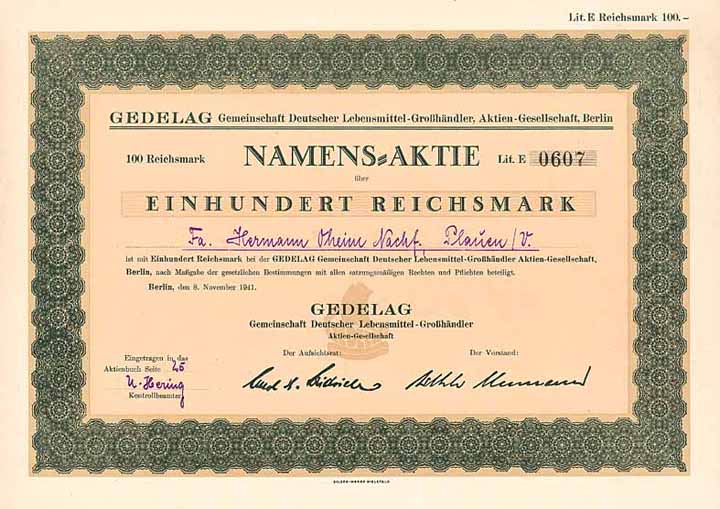 Lit. E Reichsmark 100.–
GEDELAG Gemeinschaft Deutscher Lebensmittel-Großhändler, Aktien-Gesellschaft, Berlin
100 Reichsmark NAMENS=AKTIE Lit. E 0607
über
EINHUNDERT REICHSMARK
Fa. Hermann Oheim Nachf., Plauen /V.
ist mit Einhundert Reichsmark bei der GEDELAG Gemeinschaft Deutscher Lebensmittel-Großhändler Aktien-Gesellschaft,
Berlin, nach Maßgabe der gesetzlichen Bestimmungen mit allen satzungsmäßigen Rechten und Pflichten beteiligt.
Berlin, den 8. November 1941.
GEDELAG
Gemeinschaft Deutscher Lebensmittel-Großhändler
Aktien-Gesellschaft
Eingetragen in das
Aktienbuch Seite 25
Der Aufsichtsrat:
Der Vorstand:
U. Hering
Kontrollbeamter